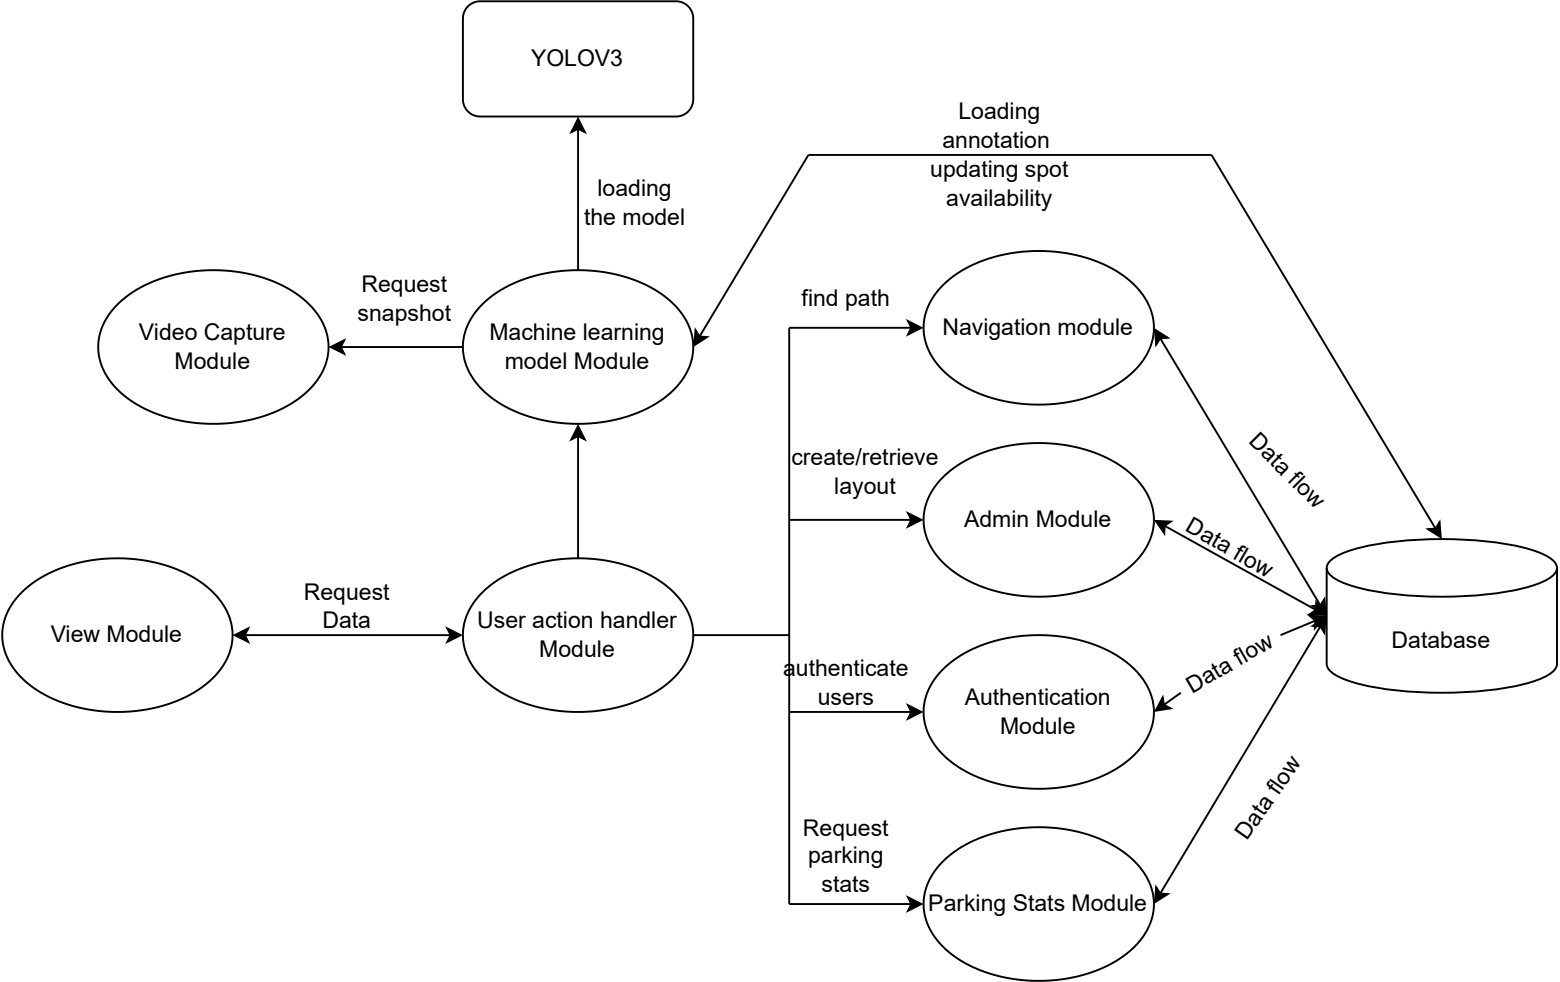 YOLOV3
Loading
annotation
updating spot
availability
loading
the model
Request
snapshot
find path
Video Capture
Module
Machine learning
model Module
Navigation module
create/retrieve
layout
Data flow
Admin Module
Data flow
Request
Data
View Module
User action handler
Module
Database
authenticate
users
Data flow
Authentication
Module
Data flow
Request
parking
stats
Parking Stats Module